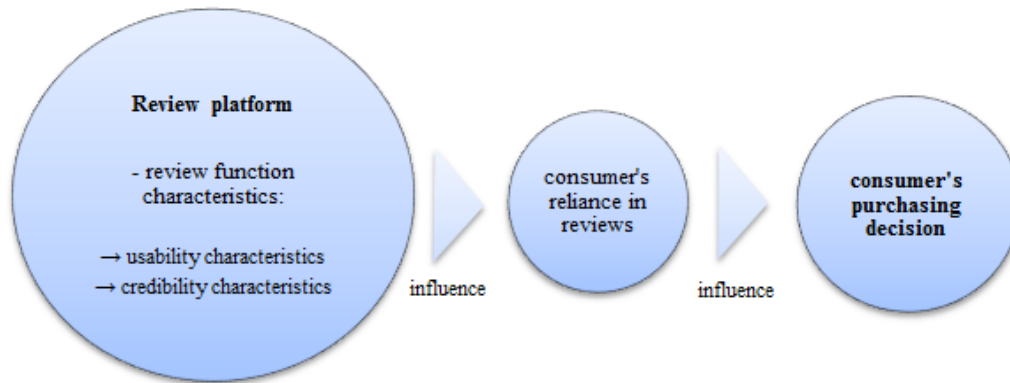 Review platform
- review function
characteristics:
→ usability characteristics
→ credibility characteristics
influence
consumer's
reliance in
reviews
influence
consumer's
purchasing
decision